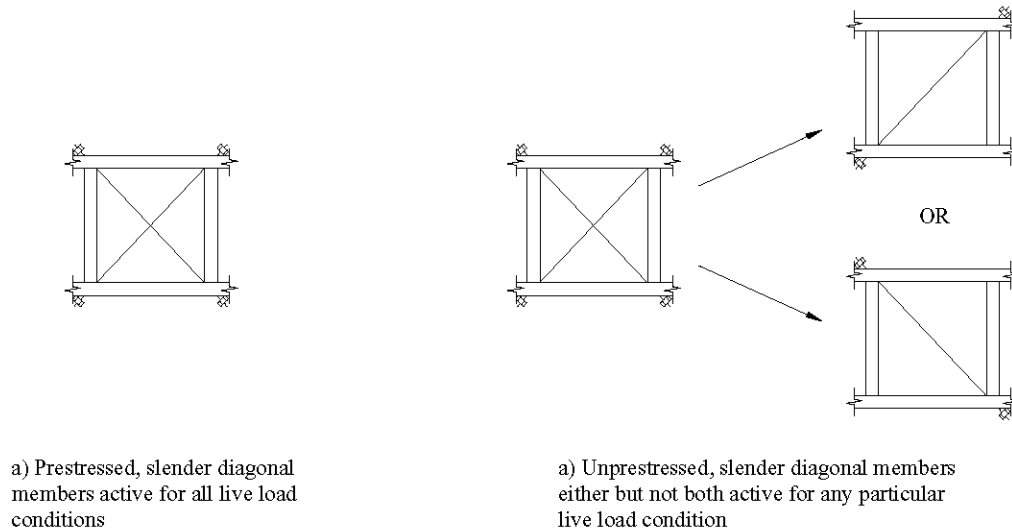 OR
a) Prestressed, slender diagonal
members active for all live load
conditions
a) Unprestressed, slender diagonal members
either but not both active for any particular
live load condition